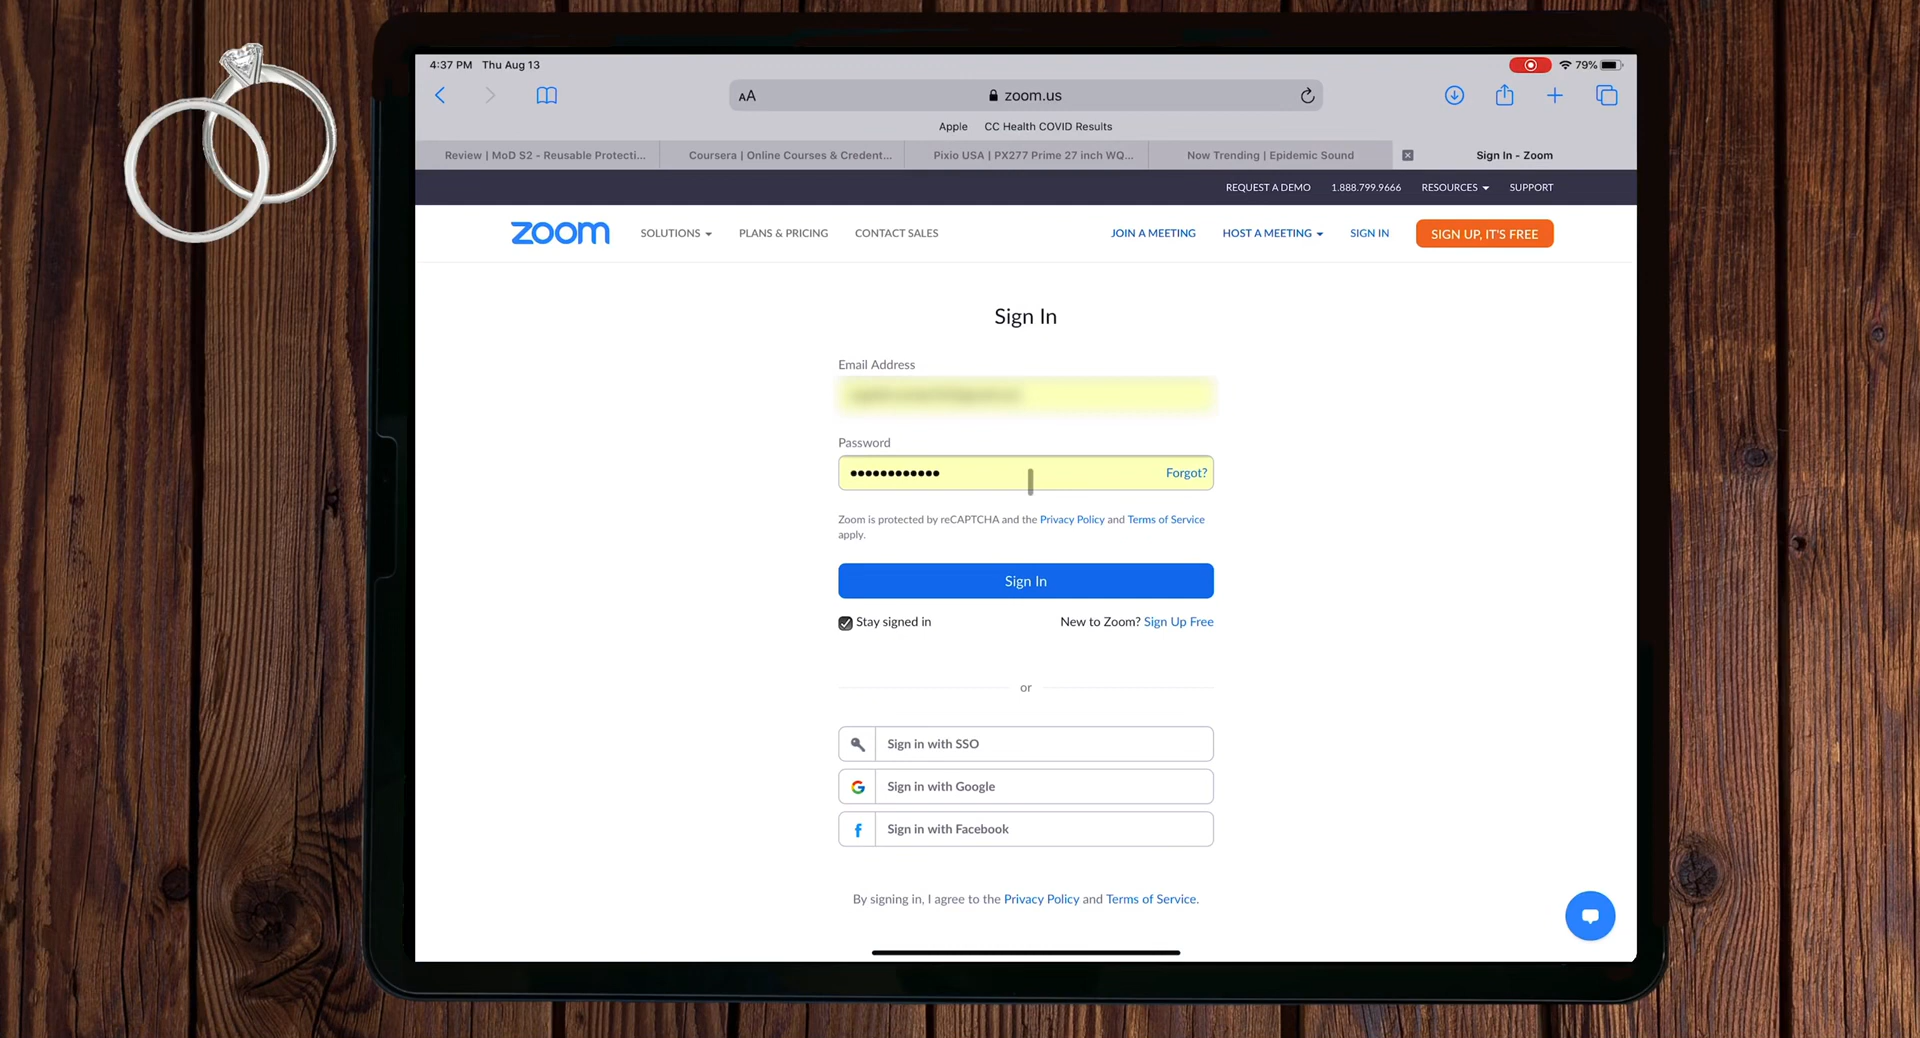 4:37 PM Thu Aug 13
79%
AA
zoom.us
Apple CC Health COVID Results
Review | MoD S2 - Reusable Protecti...
Coursera | Online Courses & Credent...
Pixio USA | PX277 Prime 27 inch WQ...
Now Trending | Epidemic Sound
Sign In - Zoom
REQUEST A DEMO 1.888.799.9666 RESOURCES SUPPORT
zoom SOLUTIONS PLANS & PRICING CONTACT SALES JOIN A MEETING HOST A MEETING SIGN IN SIGN UP, IT'S FREE
Sign In
Email Address
Password
Forgot?
Zoom is protected by reCAPTCHA and the Privacy Policy and Terms of Service
apply.
Sign In
Stay signed in
New to Zoom? Sign Up Free
or
Sign in with SSO
G Sign in with Google
f Sign in with Facebook
By signing in, I agree to the Privacy Policy and Terms of Service.